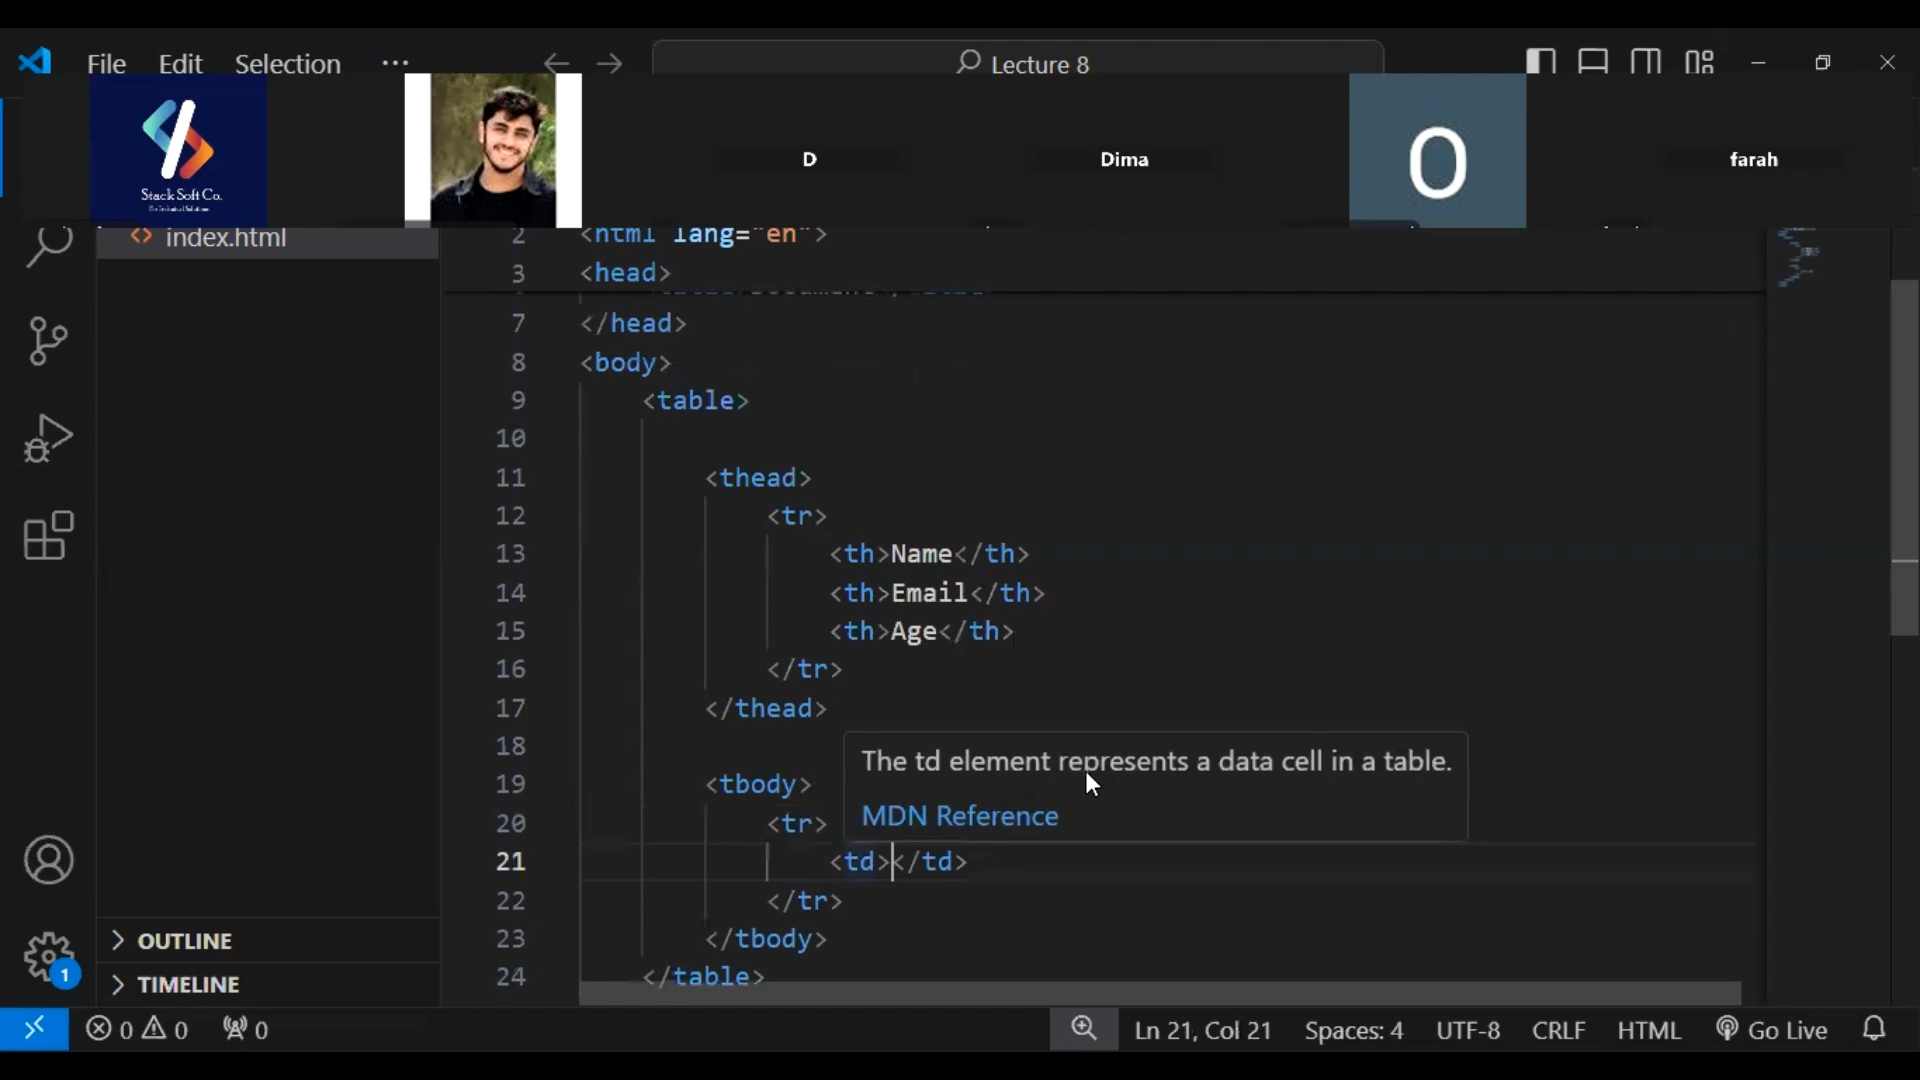 File Edit Selection ...
Lecture 8
Stack Soft Co.
D
Dima
O
farah
index.html
2 <html lang="en">
3 <head>
7 </head>
8 <body>
9 <table>
10
11 <thead>
12 <tr>
13 <th>Name</th>
14 <th>Email</th>
15 <th>Age</th>
16 </tr>
17 </thead>
18
The td element represents a data cell in a table.
19 <tbody>
MDN Reference
20 <tr>
21 <td></td>
22 </tr>
23 </tbody>
24 </table>
OUTLINE
TIMELINE
1
0 0 0
Ln 21, Col 21 Spaces: 4 UTF-8 CRLF HTML Go Live